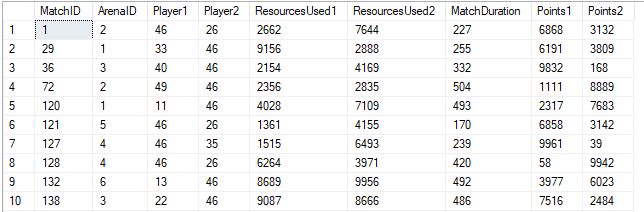 MatchID ArenaID Player1 Player2 ResourcesUsed1 ResourcesUsed2 MatchDuration Points1 Points2
1 1 2 46 26 2662 7644 227 6868 3132
2 29 1 33 46 9156 2888 255 6191 3809
3 36 3 40 46 2154 4169 332 9832 168
4 72 2 49 46 2356 2835 504 1111 8889
5 120 1 11 46 4028 7109 493 2317 7683
6 121 5 46 26 1361 4155 170 6858 3142
7 127 4 46 35 1515 6493 239 9961 39
8 128 4 46 26 6264 3971 420 58 9942
9 132 6 13 46 8689 9956 492 3977 6023
10 138 3 22 46 9087 8666 486 7516 2484